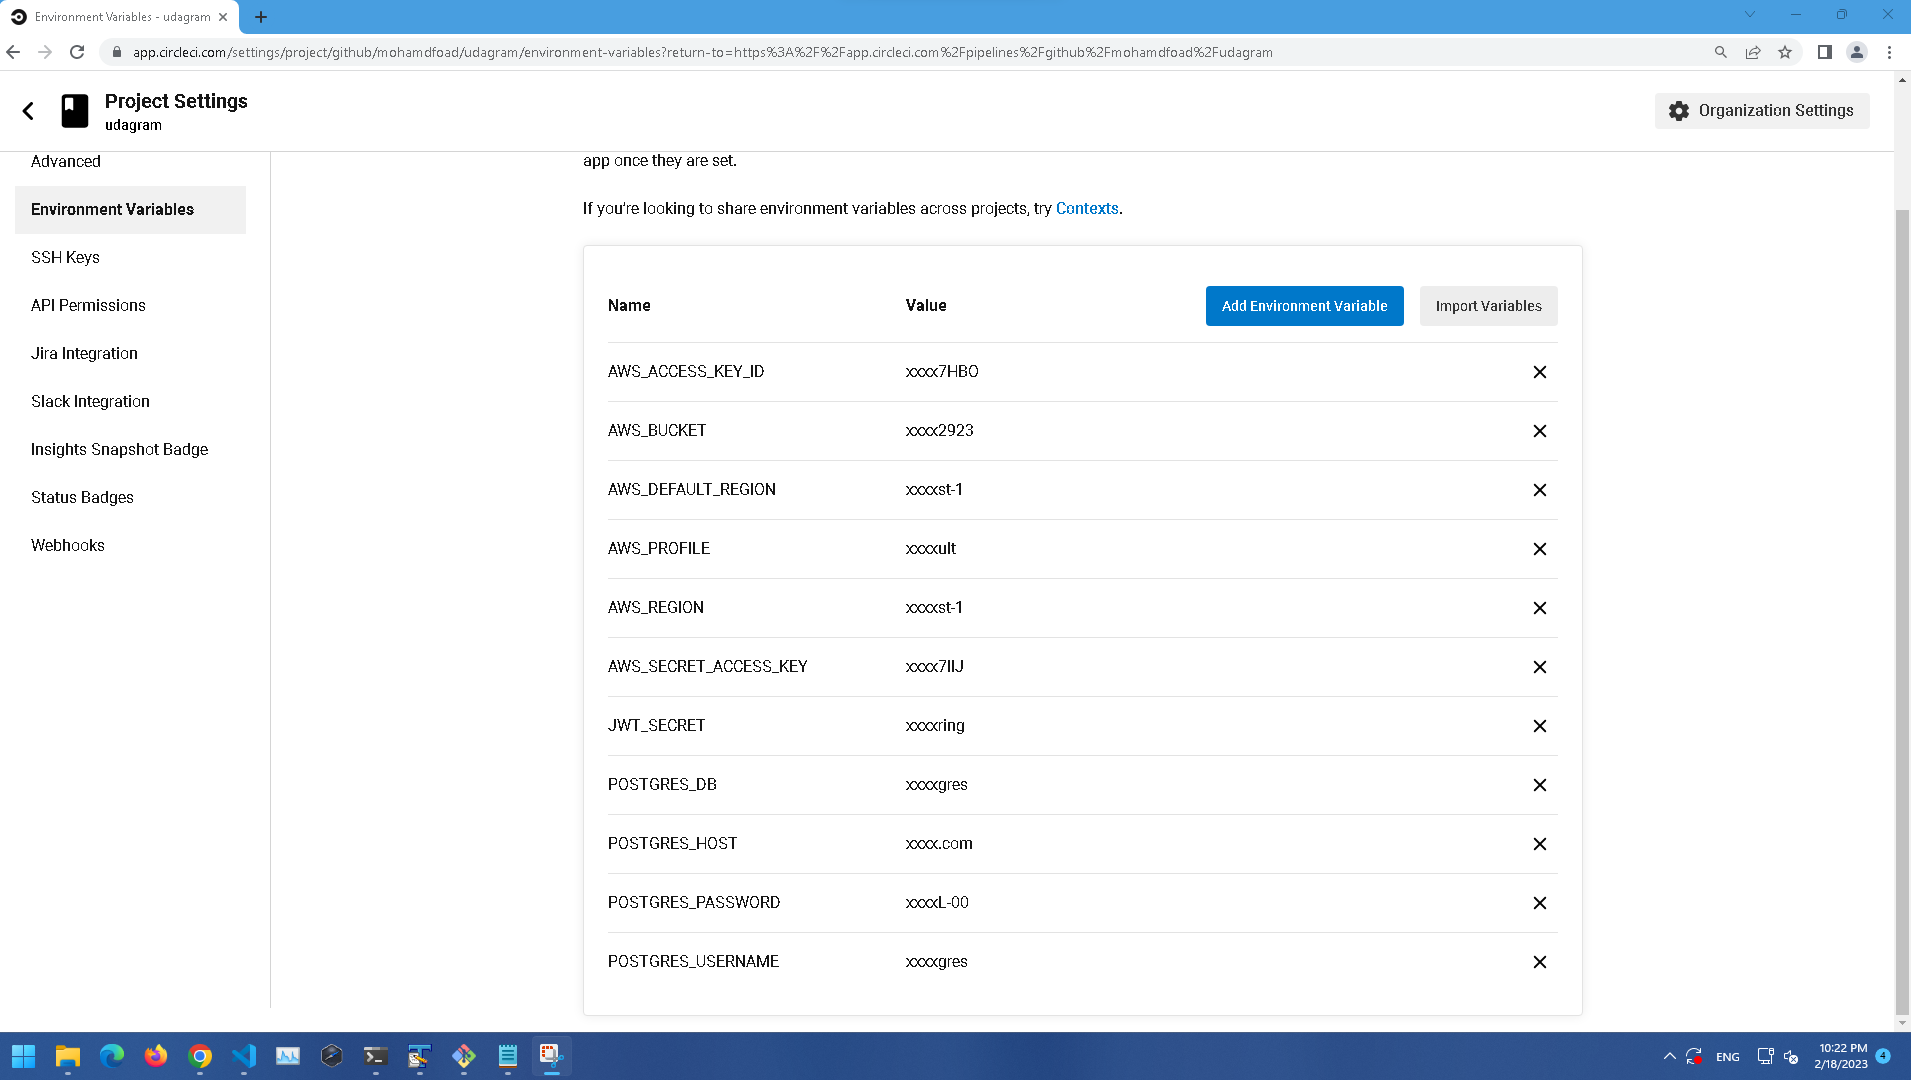 Environment Variables - udagram
app.circleci.com/settings/project/github/mohamdfoad/udagram/environment-variables?return-to=https%3A%2F%2Fapp.circleci.com%2Fpipelines%2Fgithub%2Fmohamdfoad%2Fudagram
Project Settings
udagram
Organization Settings
Advanced
Environment Variables
SSH Keys
API Permissions
Jira Integration
Slack Integration
Insights Snapshot Badge
Status Badges
Webhooks
app once they are set.
If you're looking to share environment variables across projects, try Contexts.
Name Value Add Environment Variable Import Variables
AWS_ACCESS_KEY_ID xxxx7HBO
AWS_BUCKET xxxx2923
AWS_DEFAULT_REGION xxxxst-1
AWS_PROFILE xxxxult
AWS_REGION xxxxst-1
AWS_SECRET_ACCESS_KEY xxxx7IIJ
JWT_SECRET xxxxring
POSTGRES_DB xxxxgres
POSTGRES_HOST xxxx.com
POSTGRES_PASSWORD xxxxL-00
POSTGRES_USERNAME xxxxgres
ENG
10:22 PM
2/18/2023
4